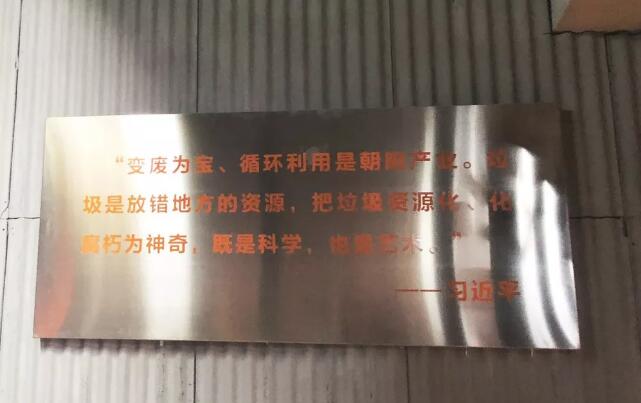 “变废为宝、循环利用是朝阳产业。垃
圾是放错地方的资源，把垃圾资源化、化
腐朽为神奇，既是科学，也是艺术。”
——习近平